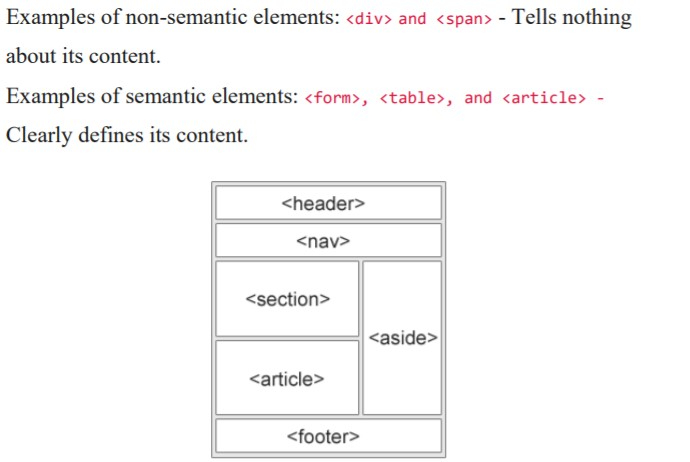 Examples of non-semantic elements: <div> and <span> - Tells nothing
about its content.
Examples of semantic elements: <form>, <table>, and <article> -
Clearly defines its content.
<header>
<nav>
<section>
<aside>
<article>
<footer>